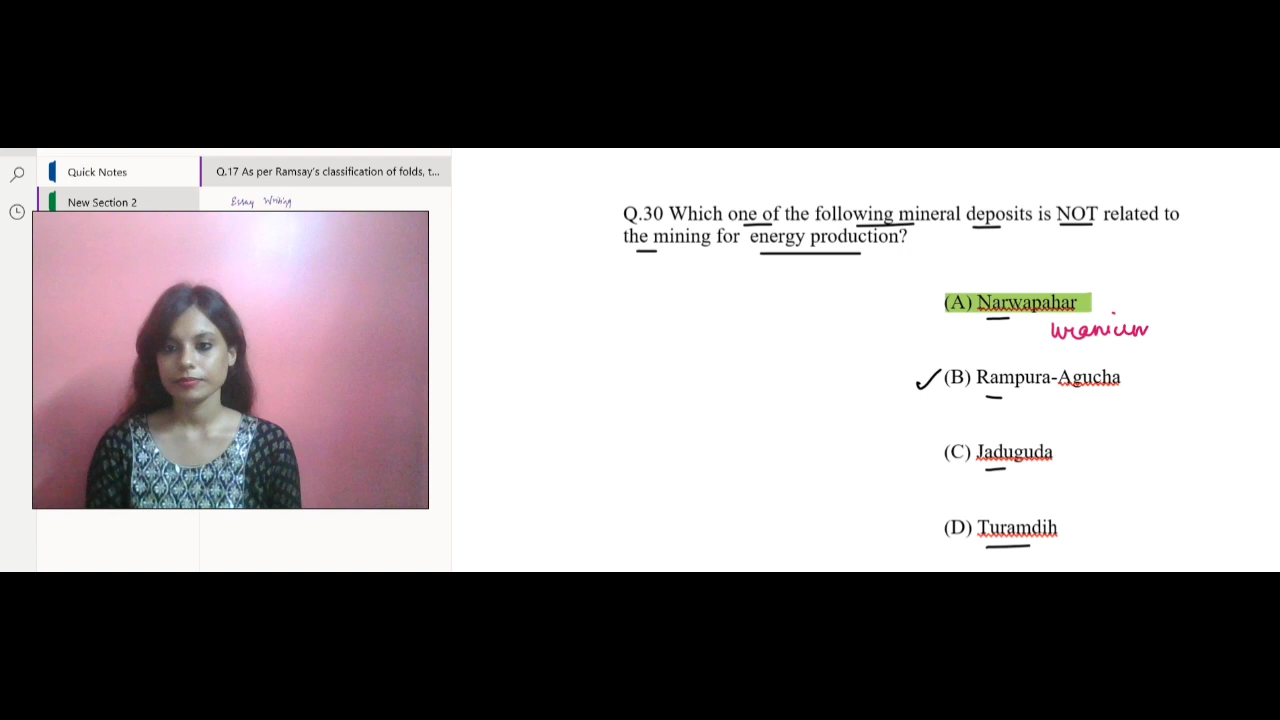 Quick Notes
Q.17 As per Ramsay's classification of folds, t...
New Section 2
Essay Writing
Q.30 Which one of the following mineral deposits is NOT related to
the mining for energy production?
(A) Narwapahar
Uranium
(B) Rampura-Agucha
(C) Jaduguda
(D) Turamdih